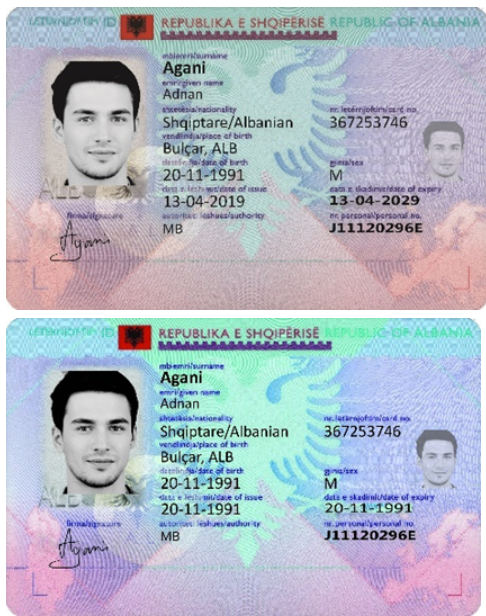 LETËRNJOFTIM ID REPUBLIKA E SHQIPËRISË REPUBLIC OF ALBANIA
mbiemri/surname
Agani
emri/given name
Adnan
shtetësia/nationality nr. letërnjoftimi/card no.
Shqiptare/Albanian 367253746
vendlindja/place of birth
Bulçar, ALB
datëlindja/date of birth gjinia/sex
20-11-1991 M
data e lëshimit/date of issue data e skadimit/date of expiry
13-04-2019 13-04-2029
firma/signature autoriteti lëshues/authority nr. personal/personal no.
Agani MB J11120296E
LETËRNJOFTIM ID REPUBLIKA E SHQIPËRISË REPUBLIC OF ALBANIA
mbiemri/surname
Agani
emri/given name
Adnan
shtetësia/nationality nr. letërnjoftimi/card no.
Shqiptare/Albanian 367253746
vendlindja/place of birth
Bulçar, ALB
datëlindja/date of birth gjinia/sex
20-11-1991 M
data e lëshimit/date of issue data e skadimit/date of expiry
20-11-1991 20-11-1991
firma/signature autoriteti lëshues/authority nr. personal/personal no.
Agani MB J11120296E